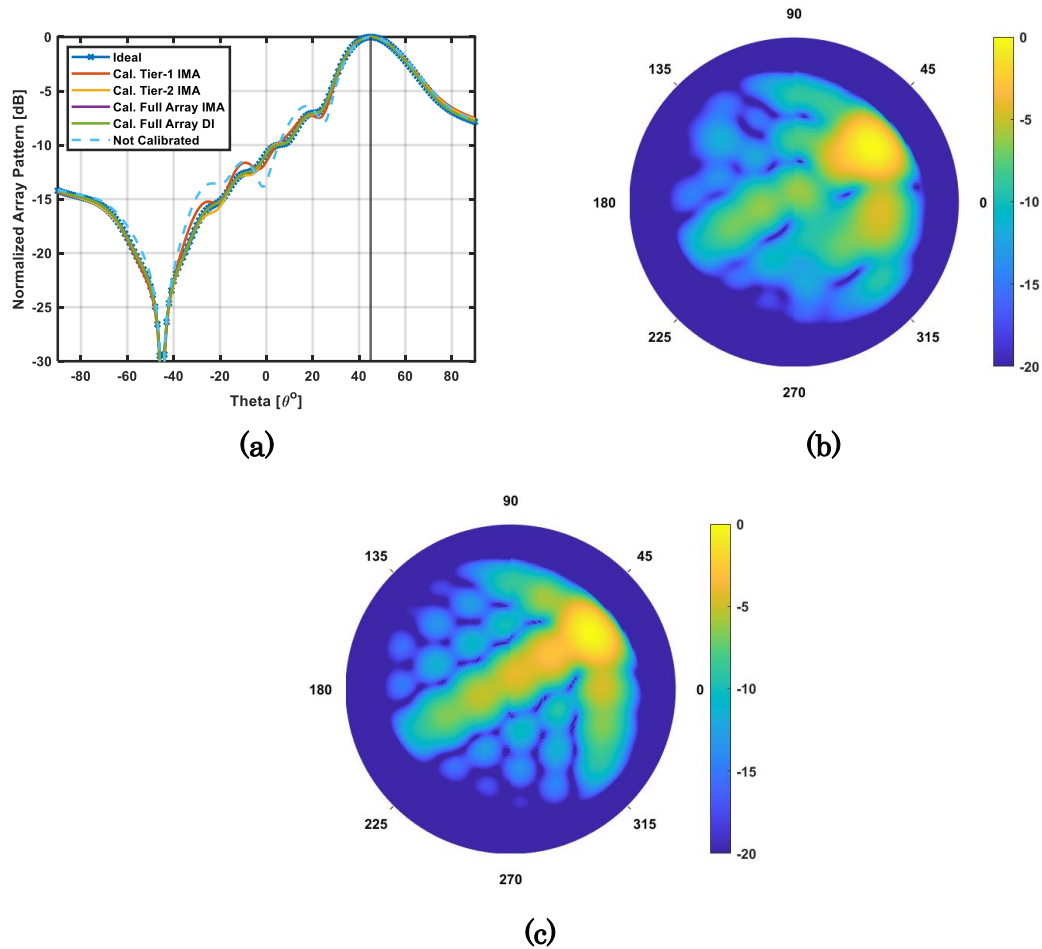 0
-5
-10
-15
-20
-25
-30
Normalized Array Pattern [dB]
Ideal
Cal. Tier-1 IMA
Cal. Tier-2 IMA
Cal. Full Array IMA
Cal. Full Array DI
Not Calibrated
-80 -60 -40 -20 0 20 40 60 80
Theta [θº]
(a)
90
135 45
180 0
225 315
270
0
-5
-10
-15
-20
(b)
90
135 45
180 0
225 315
270
0
-5
-10
-15
-20
(c)